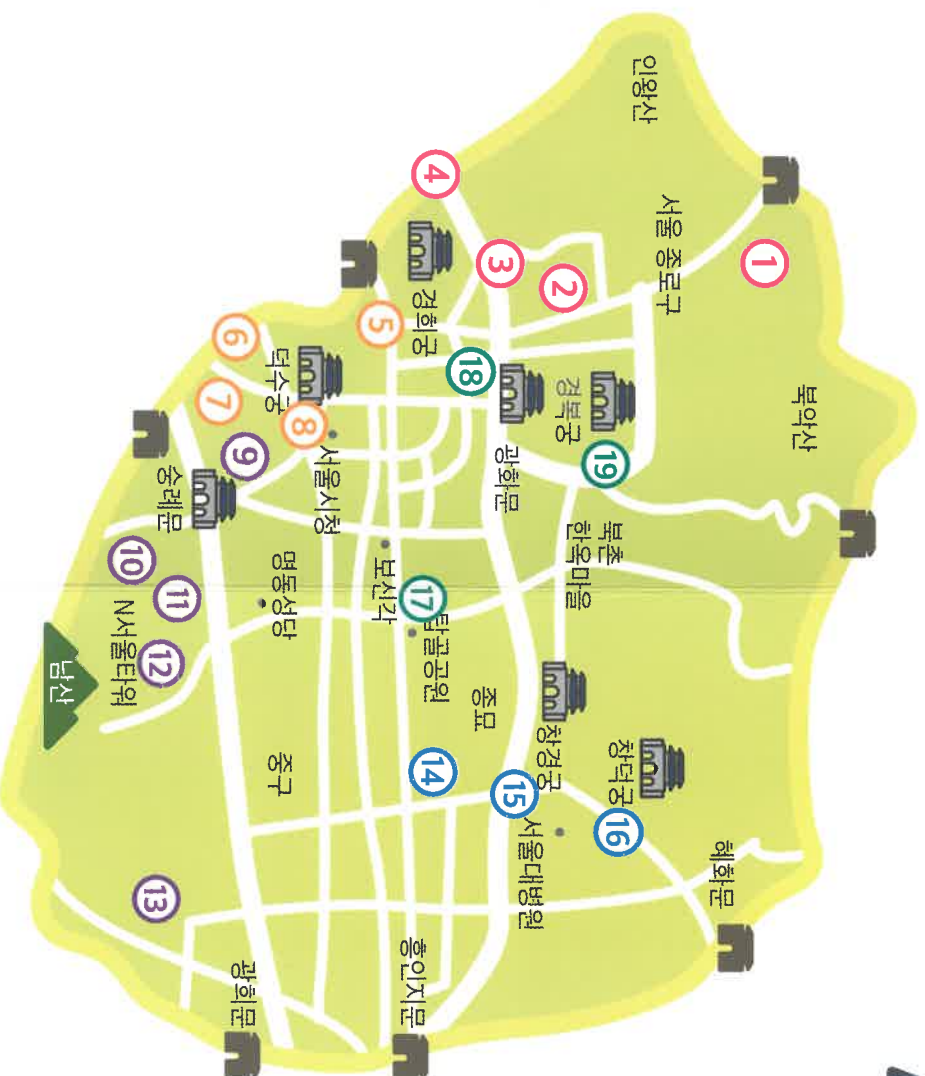 북악산
1
혜화문
서울 종로구
인왕산
창덕궁
16
19
북촌
한옥마을
경복궁
2
창경궁
서울대병원
15
광화문
3
종묘
18
골공원
4
14
경희궁
17
흥인지문
보신각
5
서울시청
8
명동성당
중구
덕수궁
9
광희문
6
7
11
숭례문
12
13
10
N서울타워
남산